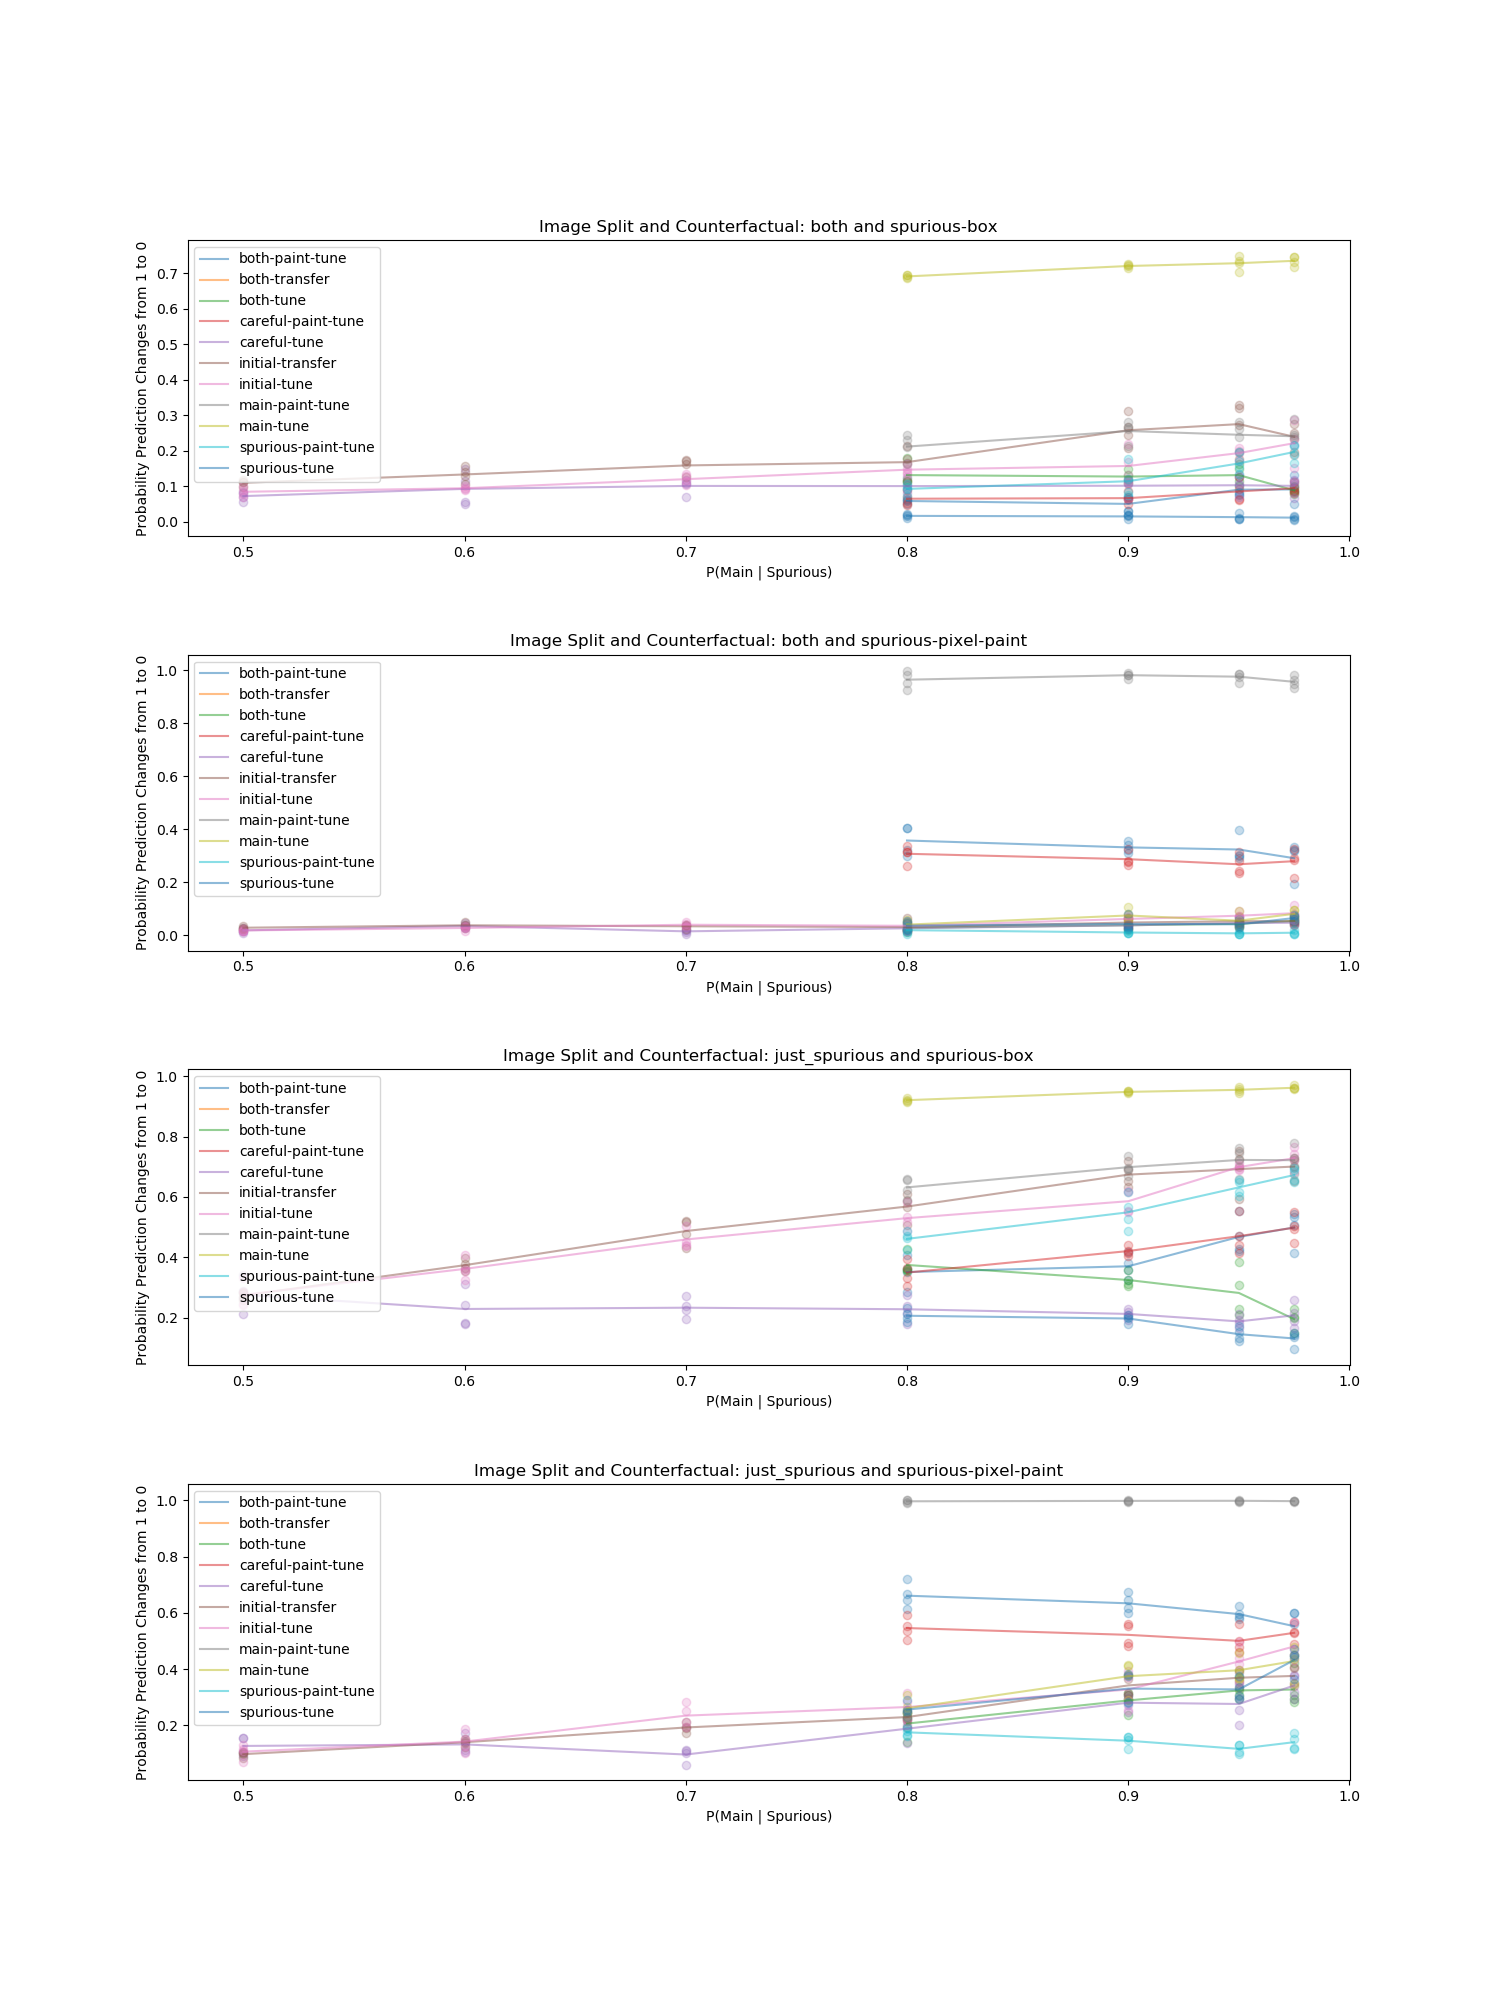 Image Split and Counterfactual: both and spurious-box
Probability Prediction Changes from 1 to 0
0.7
0.6
0.5
0.4
0.3
0.2
0.1
0.0
both-paint-tune
both-transfer
both-tune
careful-paint-tune
careful-tune
initial-transfer
initial-tune
main-paint-tune
main-tune
spurious-paint-tune
spurious-tune
0.5 0.6 0.7 0.8 0.9 1.0
P(Main | Spurious)
Image Split and Counterfactual: both and spurious-pixel-paint
Probability Prediction Changes from 1 to 0
1.0
0.8
0.6
0.4
0.2
0.0
both-paint-tune
both-transfer
both-tune
careful-paint-tune
careful-tune
initial-transfer
initial-tune
main-paint-tune
main-tune
spurious-paint-tune
spurious-tune
0.5 0.6 0.7 0.8 0.9 1.0
P(Main | Spurious)
Image Split and Counterfactual: just_spurious and spurious-box
Probability Prediction Changes from 1 to 0
1.0
0.8
0.6
0.4
0.2
both-paint-tune
both-transfer
both-tune
careful-paint-tune
careful-tune
initial-transfer
initial-tune
main-paint-tune
main-tune
spurious-paint-tune
spurious-tune
0.5 0.6 0.7 0.8 0.9 1.0
P(Main | Spurious)
Image Split and Counterfactual: just_spurious and spurious-pixel-paint
Probability Prediction Changes from 1 to 0
1.0
0.8
0.6
0.4
0.2
both-paint-tune
both-transfer
both-tune
careful-paint-tune
careful-tune
initial-transfer
initial-tune
main-paint-tune
main-tune
spurious-paint-tune
spurious-tune
0.5 0.6 0.7 0.8 0.9 1.0
P(Main | Spurious)